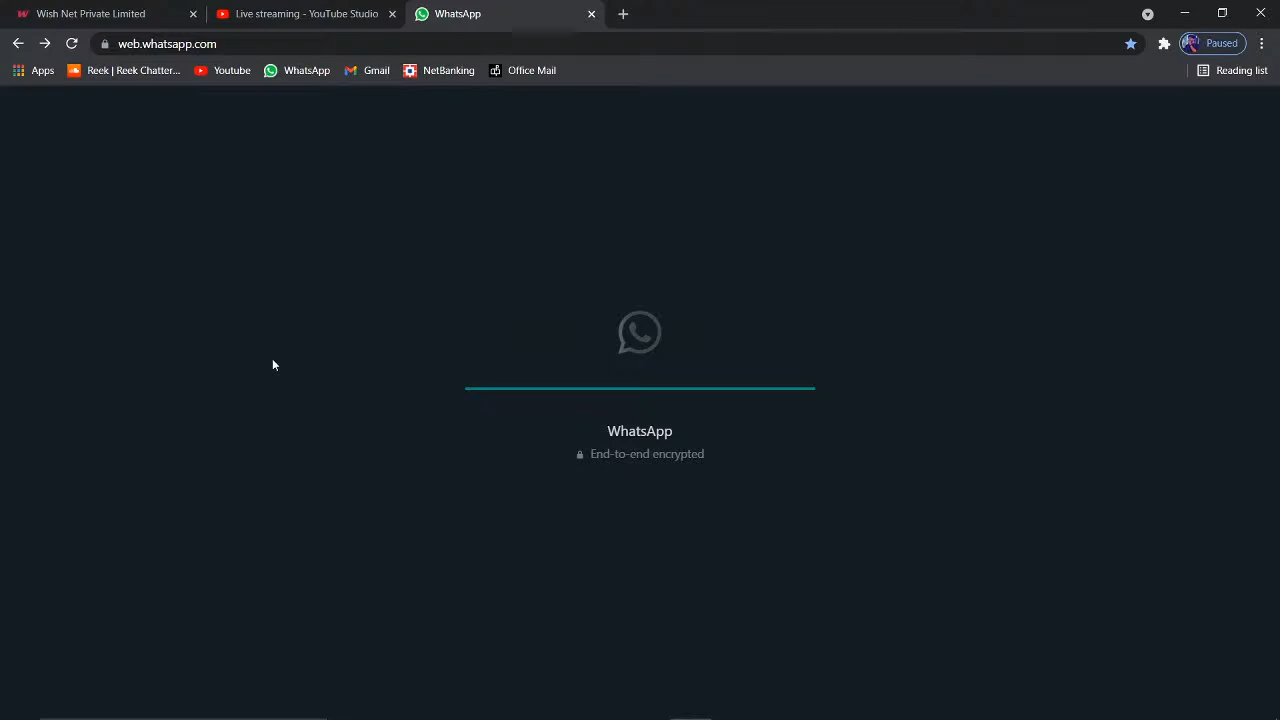 Wish Net Private Limited
Live streaming - YouTube Studio
WhatsApp
web.whatsapp.com
Paused
Apps
Reek | Reek Chatter...
Youtube
WhatsApp
Gmail
NetBanking
Office Mail
Reading list
WhatsApp
End-to-end encrypted